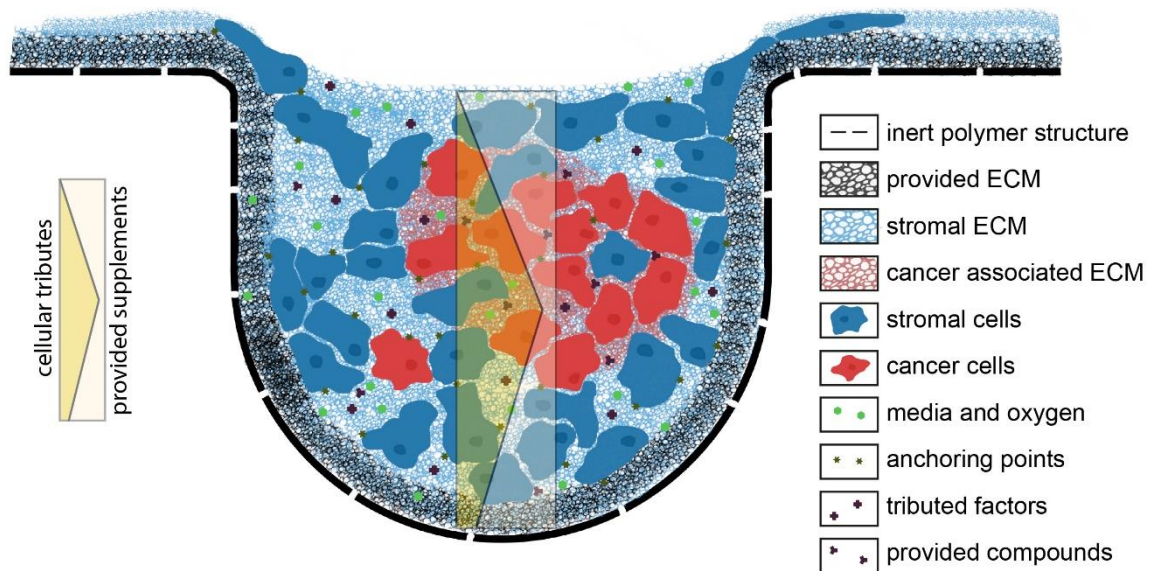 cellular tributes
provided supplements
inert polymer structure
provided ECM
stromal ECM
cancer associated ECM
stromal cells
cancer cells
media and oxygen
anchoring points
tributed factors
provided compounds